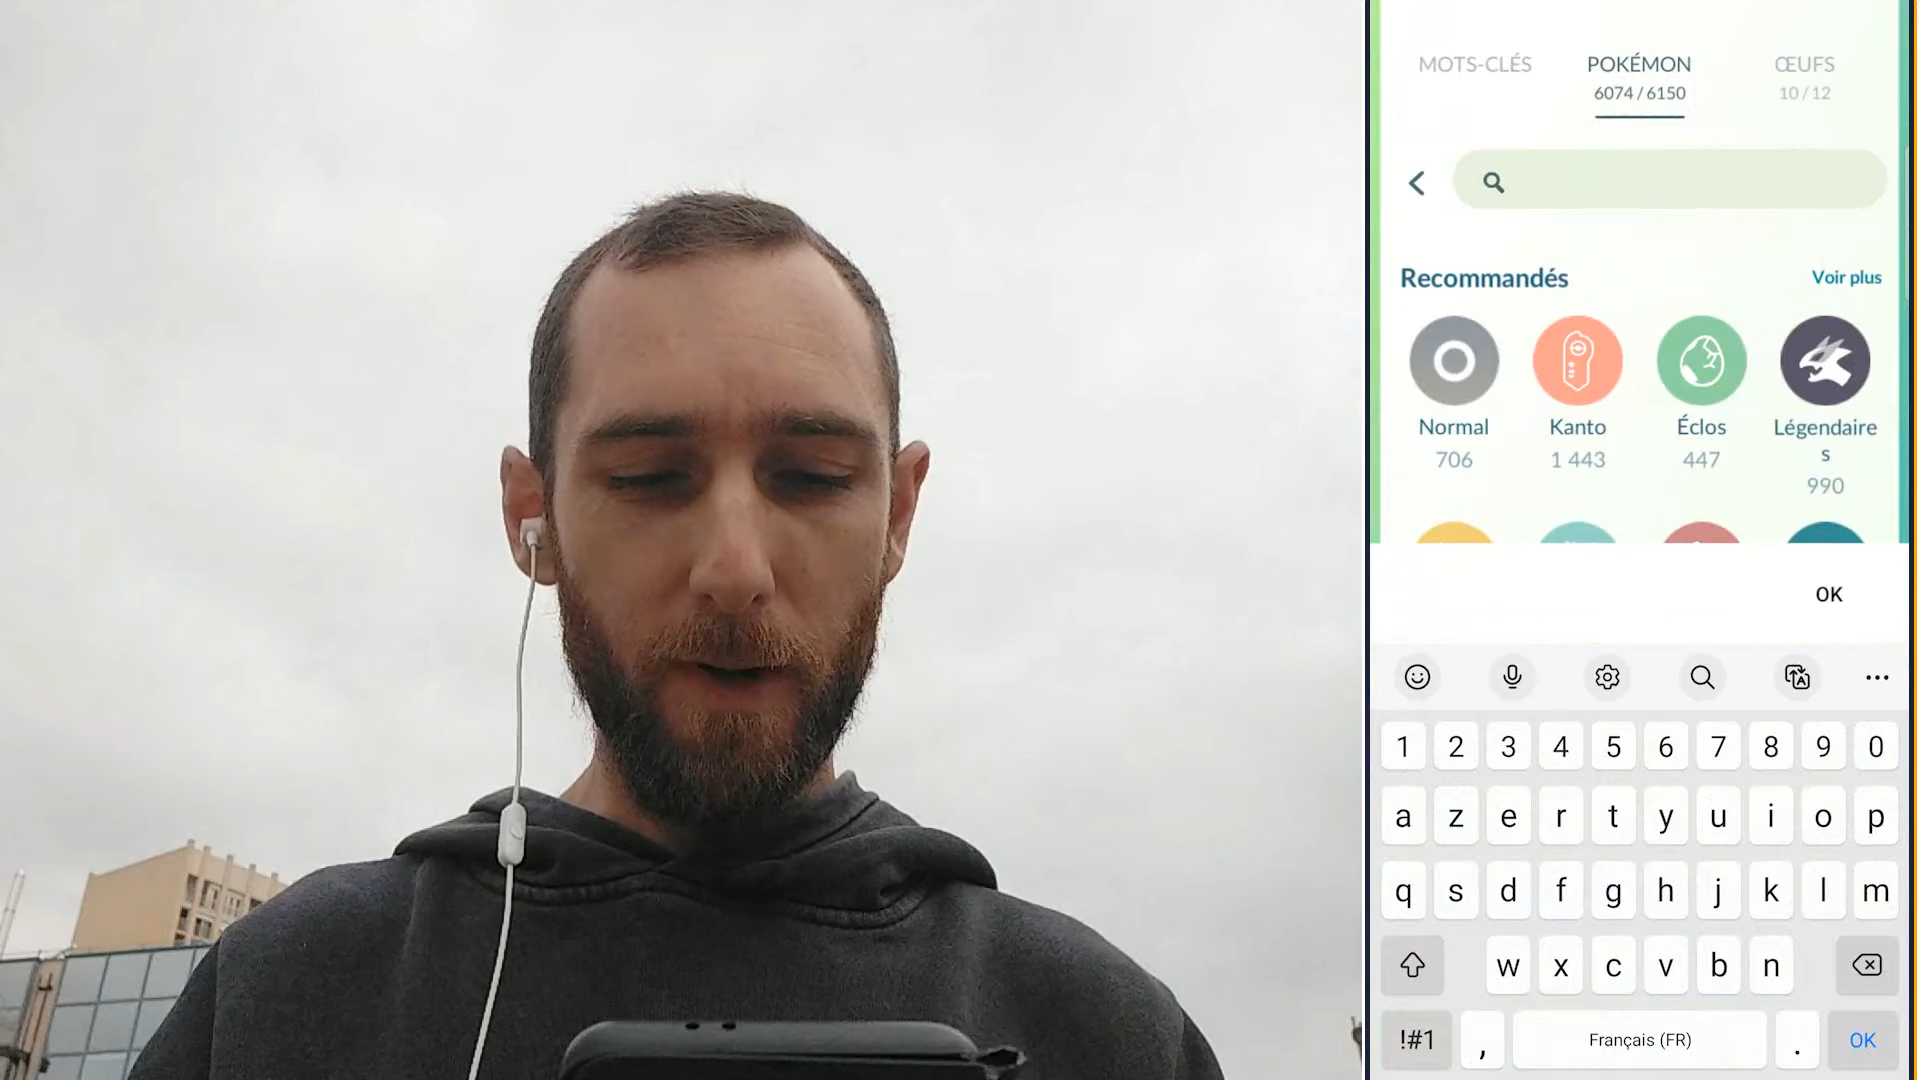 MOTS-CLÉS
POKÉMON
ŒUFS
6074 / 6150
10 / 12
Recommandés
Voir plus
Normal
Kanto
Éclos
Légendaire
s
706
1 443
447
990
OK
1 2 3 4 5 6 7 8 9 0
a z e r t y u i o p
q s d f g h j k l m
w x c v b n
!#1 , Français (FR) . OK